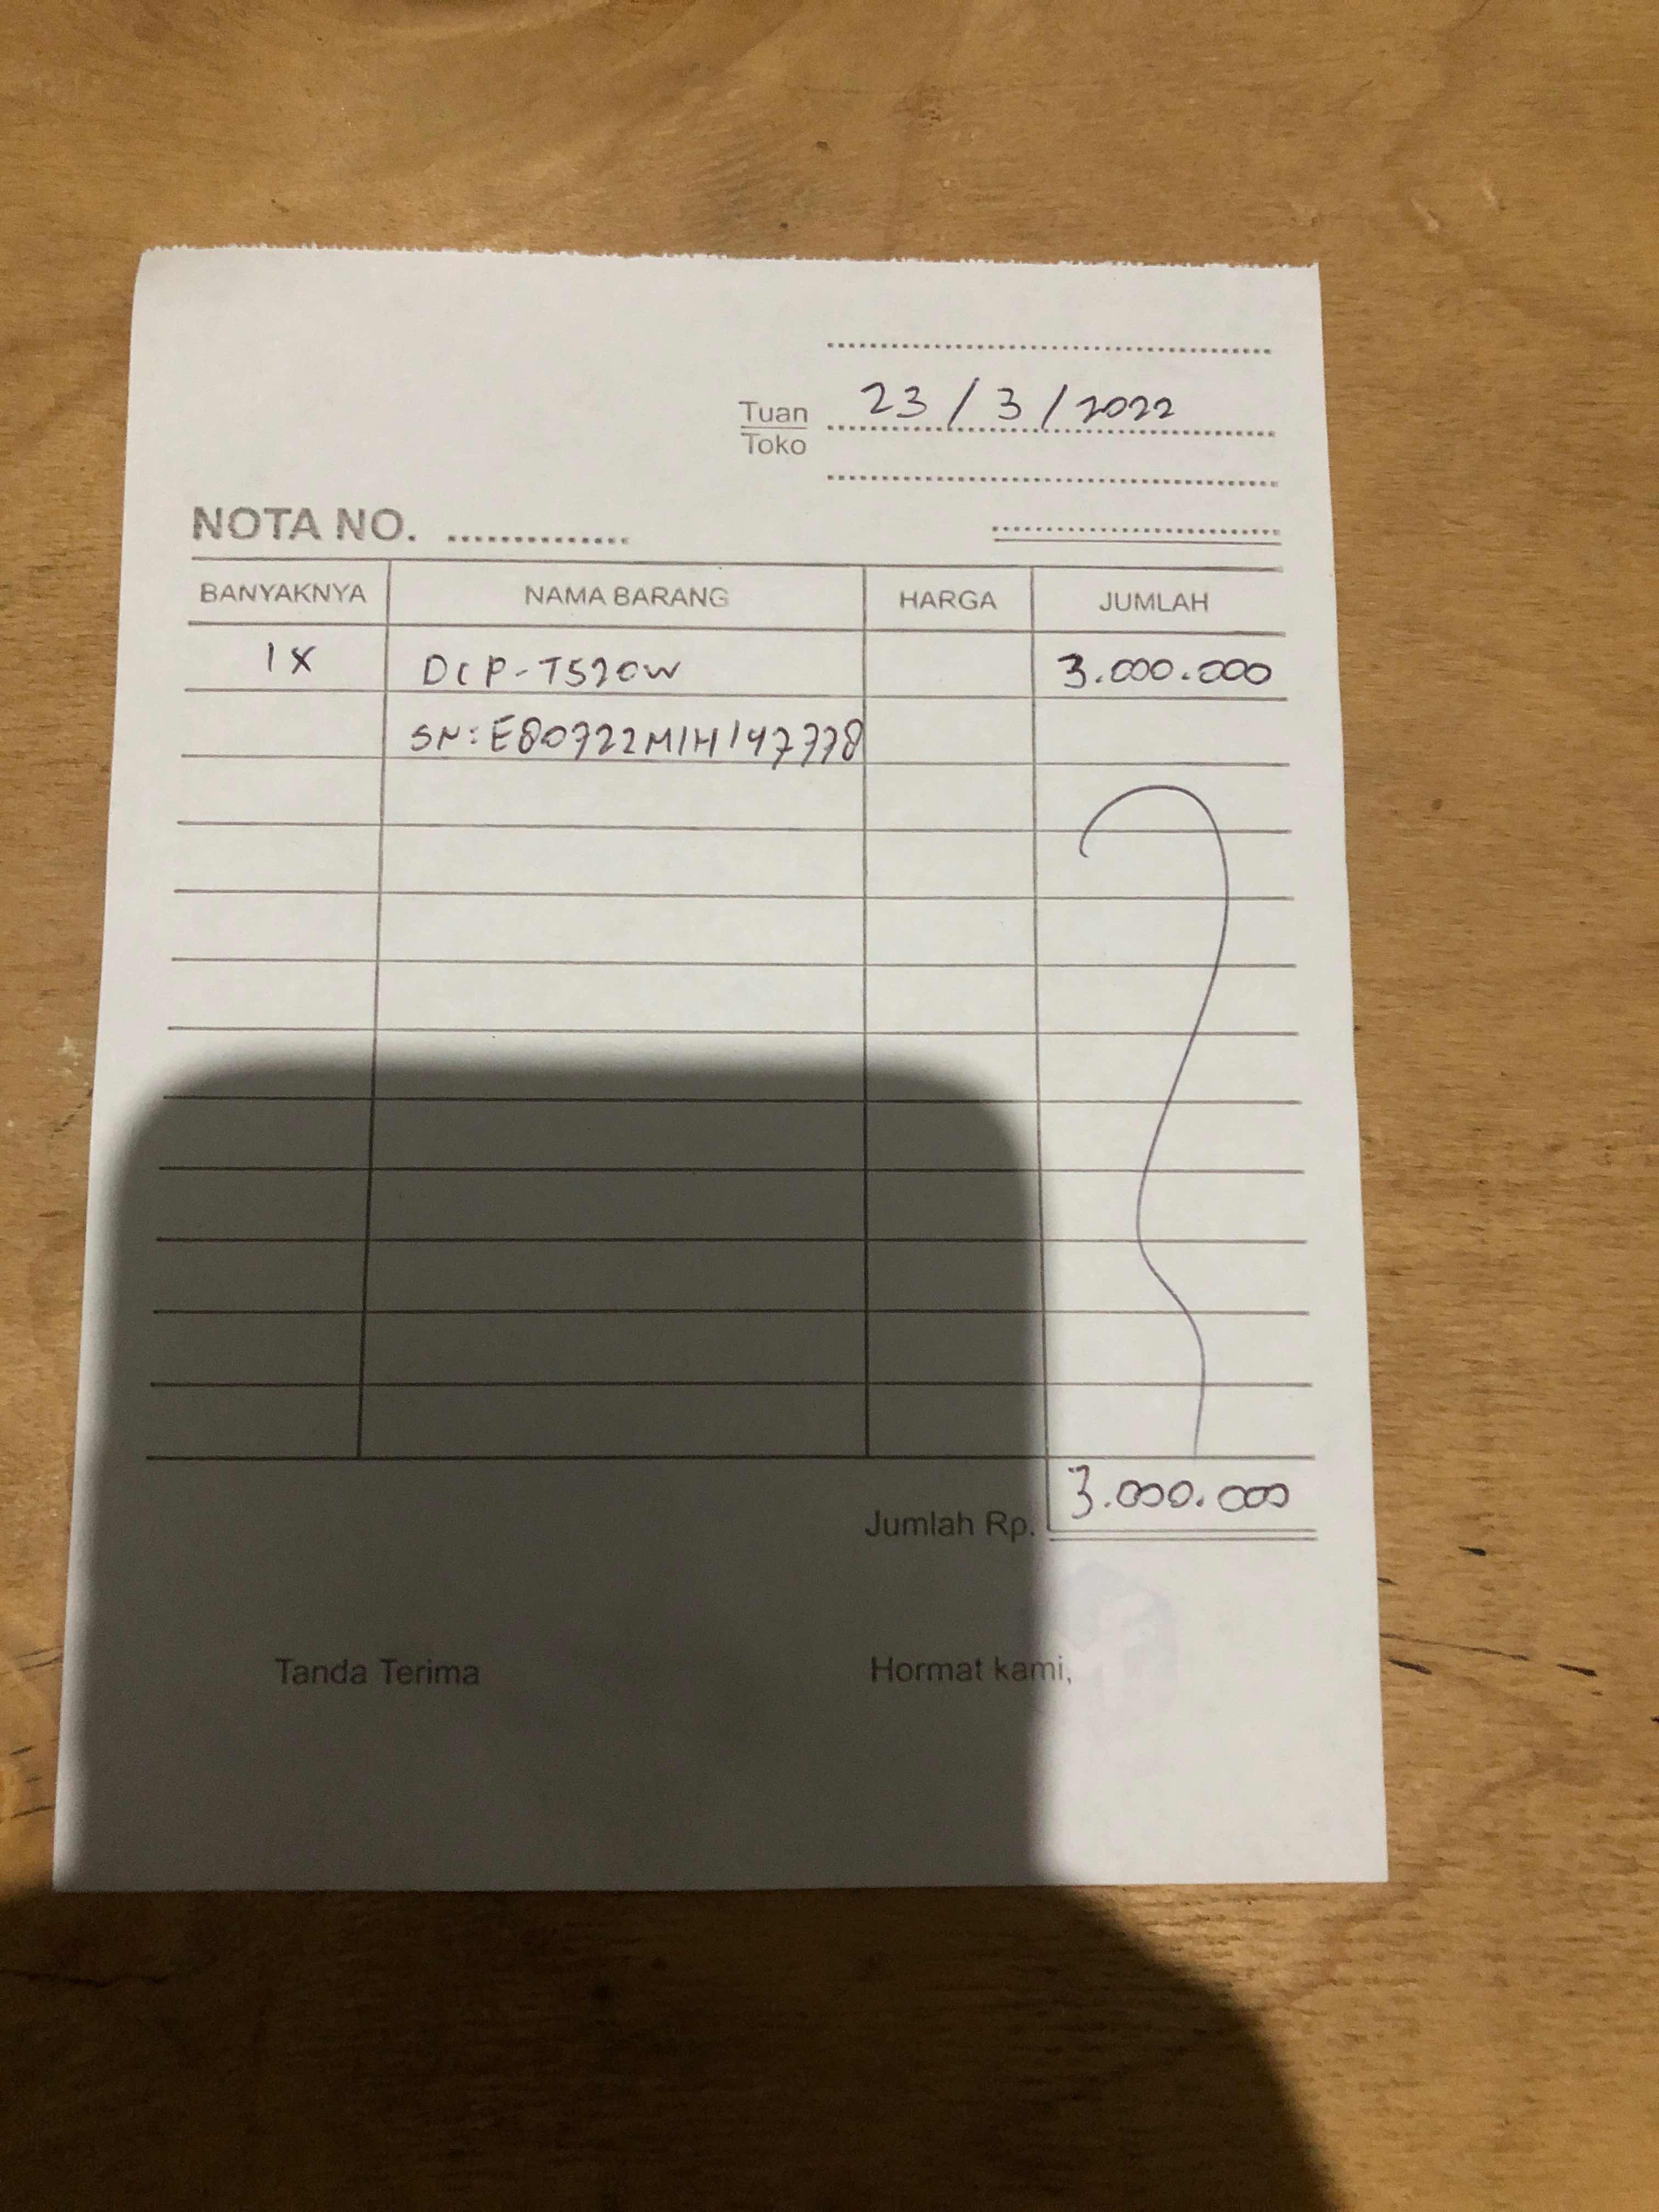 Tuan
Toko
23/3/2022
NOTA NO. ..............
BANYAKNYA NAMA BARANG HARGA JUMLAH
1X DCP-T520W 3.000.000
SN: E80722M1H147778
Jumlah Rp. 3.000.000
Tanda Terima Hormat kami,